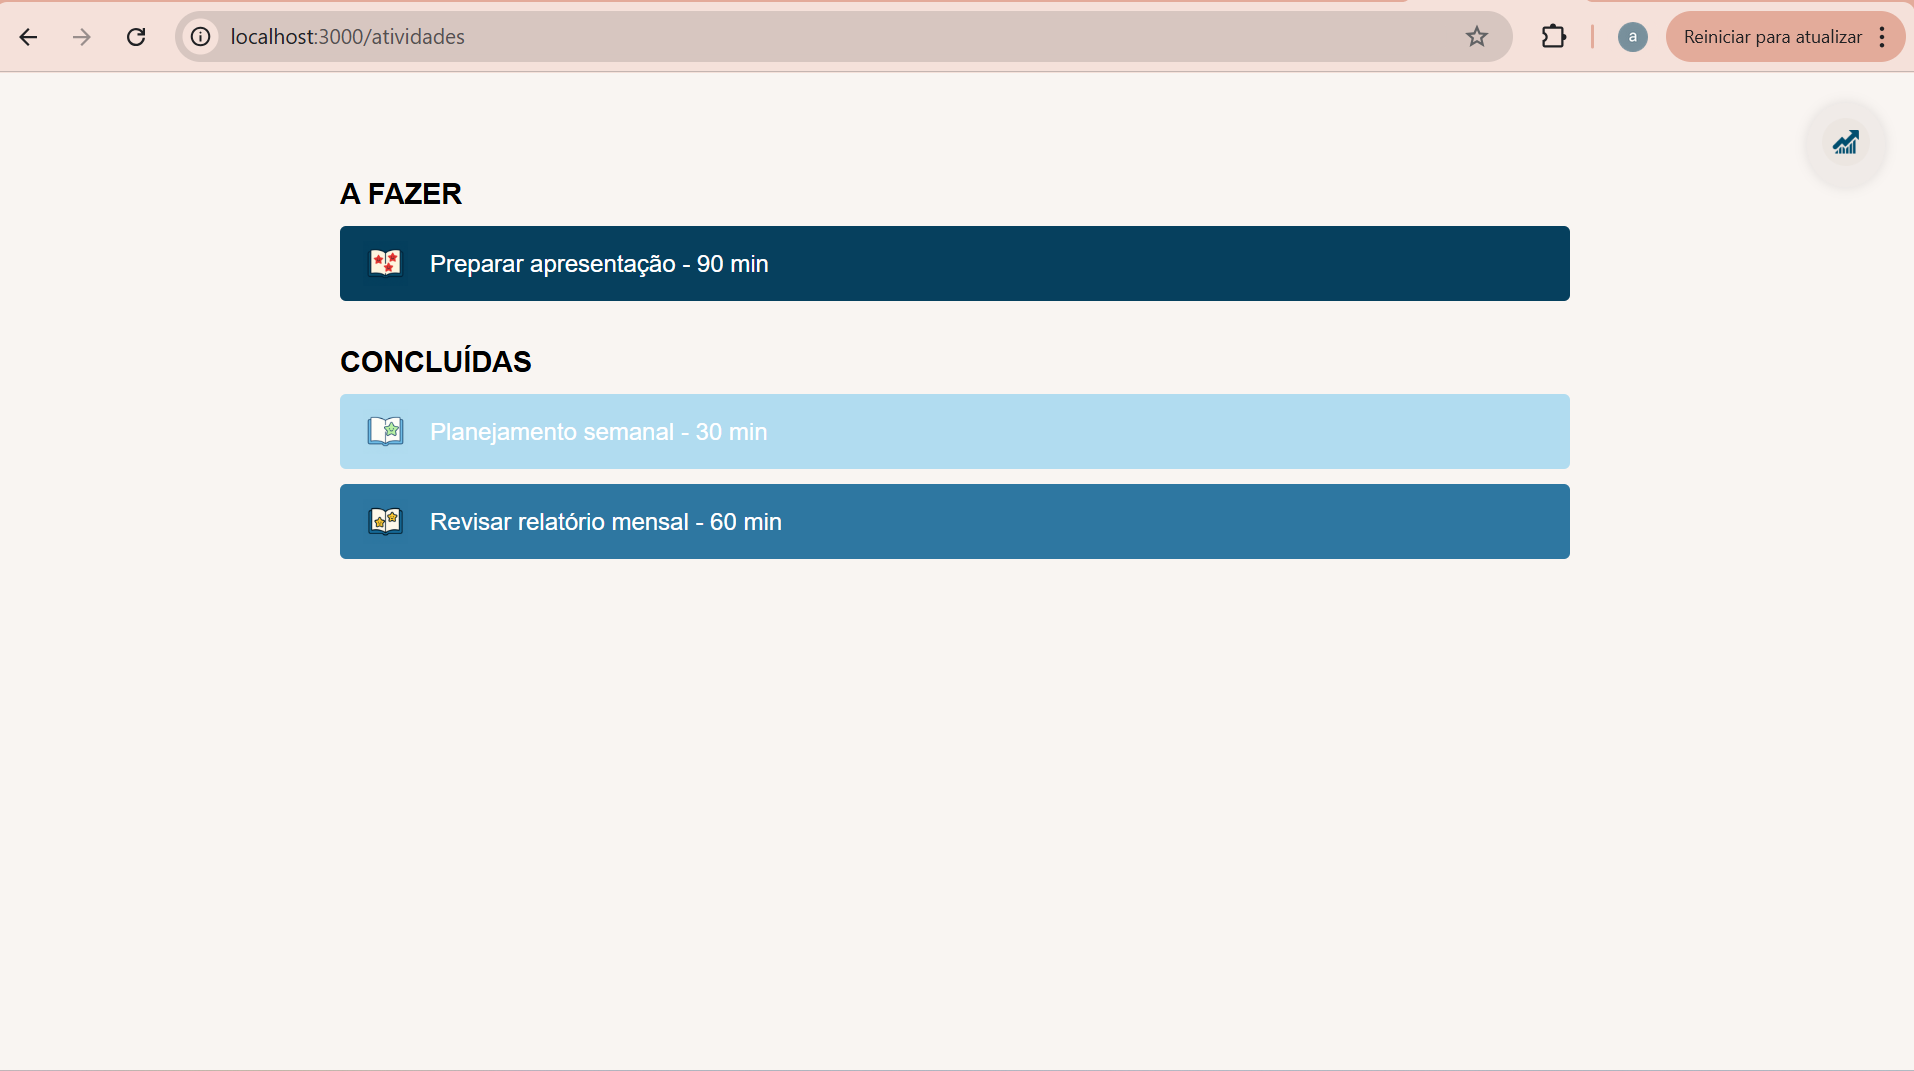 localhost:3000/atividades
a
Reiniciar para atualizar
A FAZER
Preparar apresentação - 90 min
CONCLUÍDAS
Planejamento semanal - 30 min
Revisar relatório mensal - 60 min